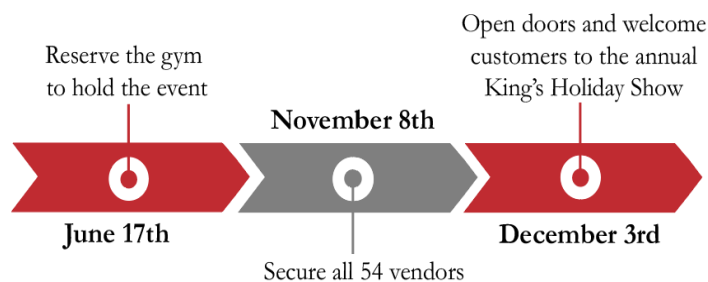 Reserve the gym
to hold the event
June 17th
November 8th
Secure all 54 vendors
Open doors and welcome
customers to the annual
King's Holiday Show
December 3rd